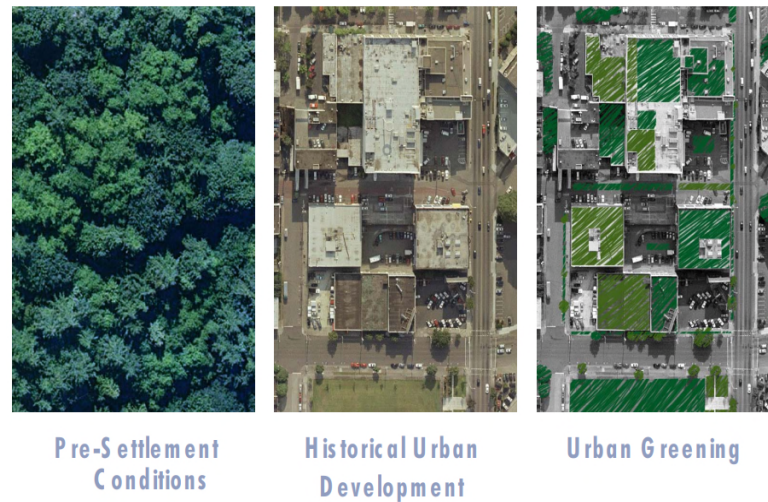 Pre-Settlement
Conditions
Historical Urban
Development
Urban Greening